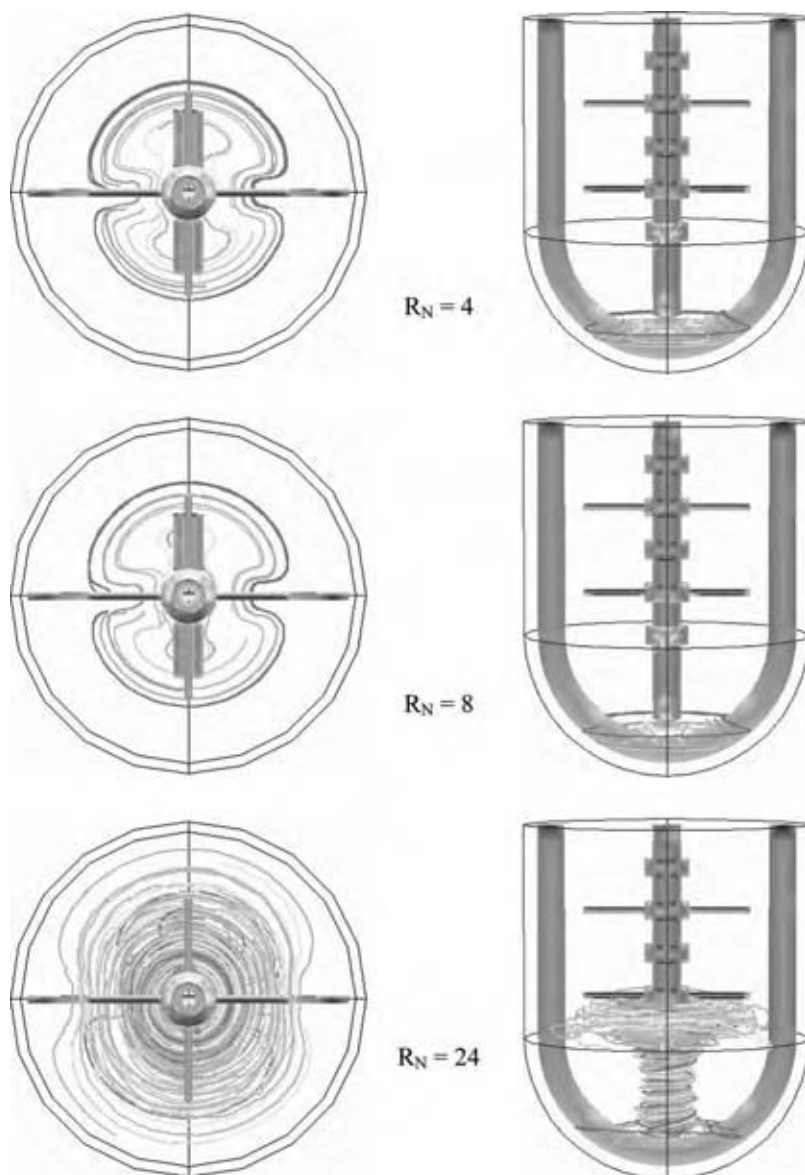 R_N = 4
R_N = 8
R_N = 24